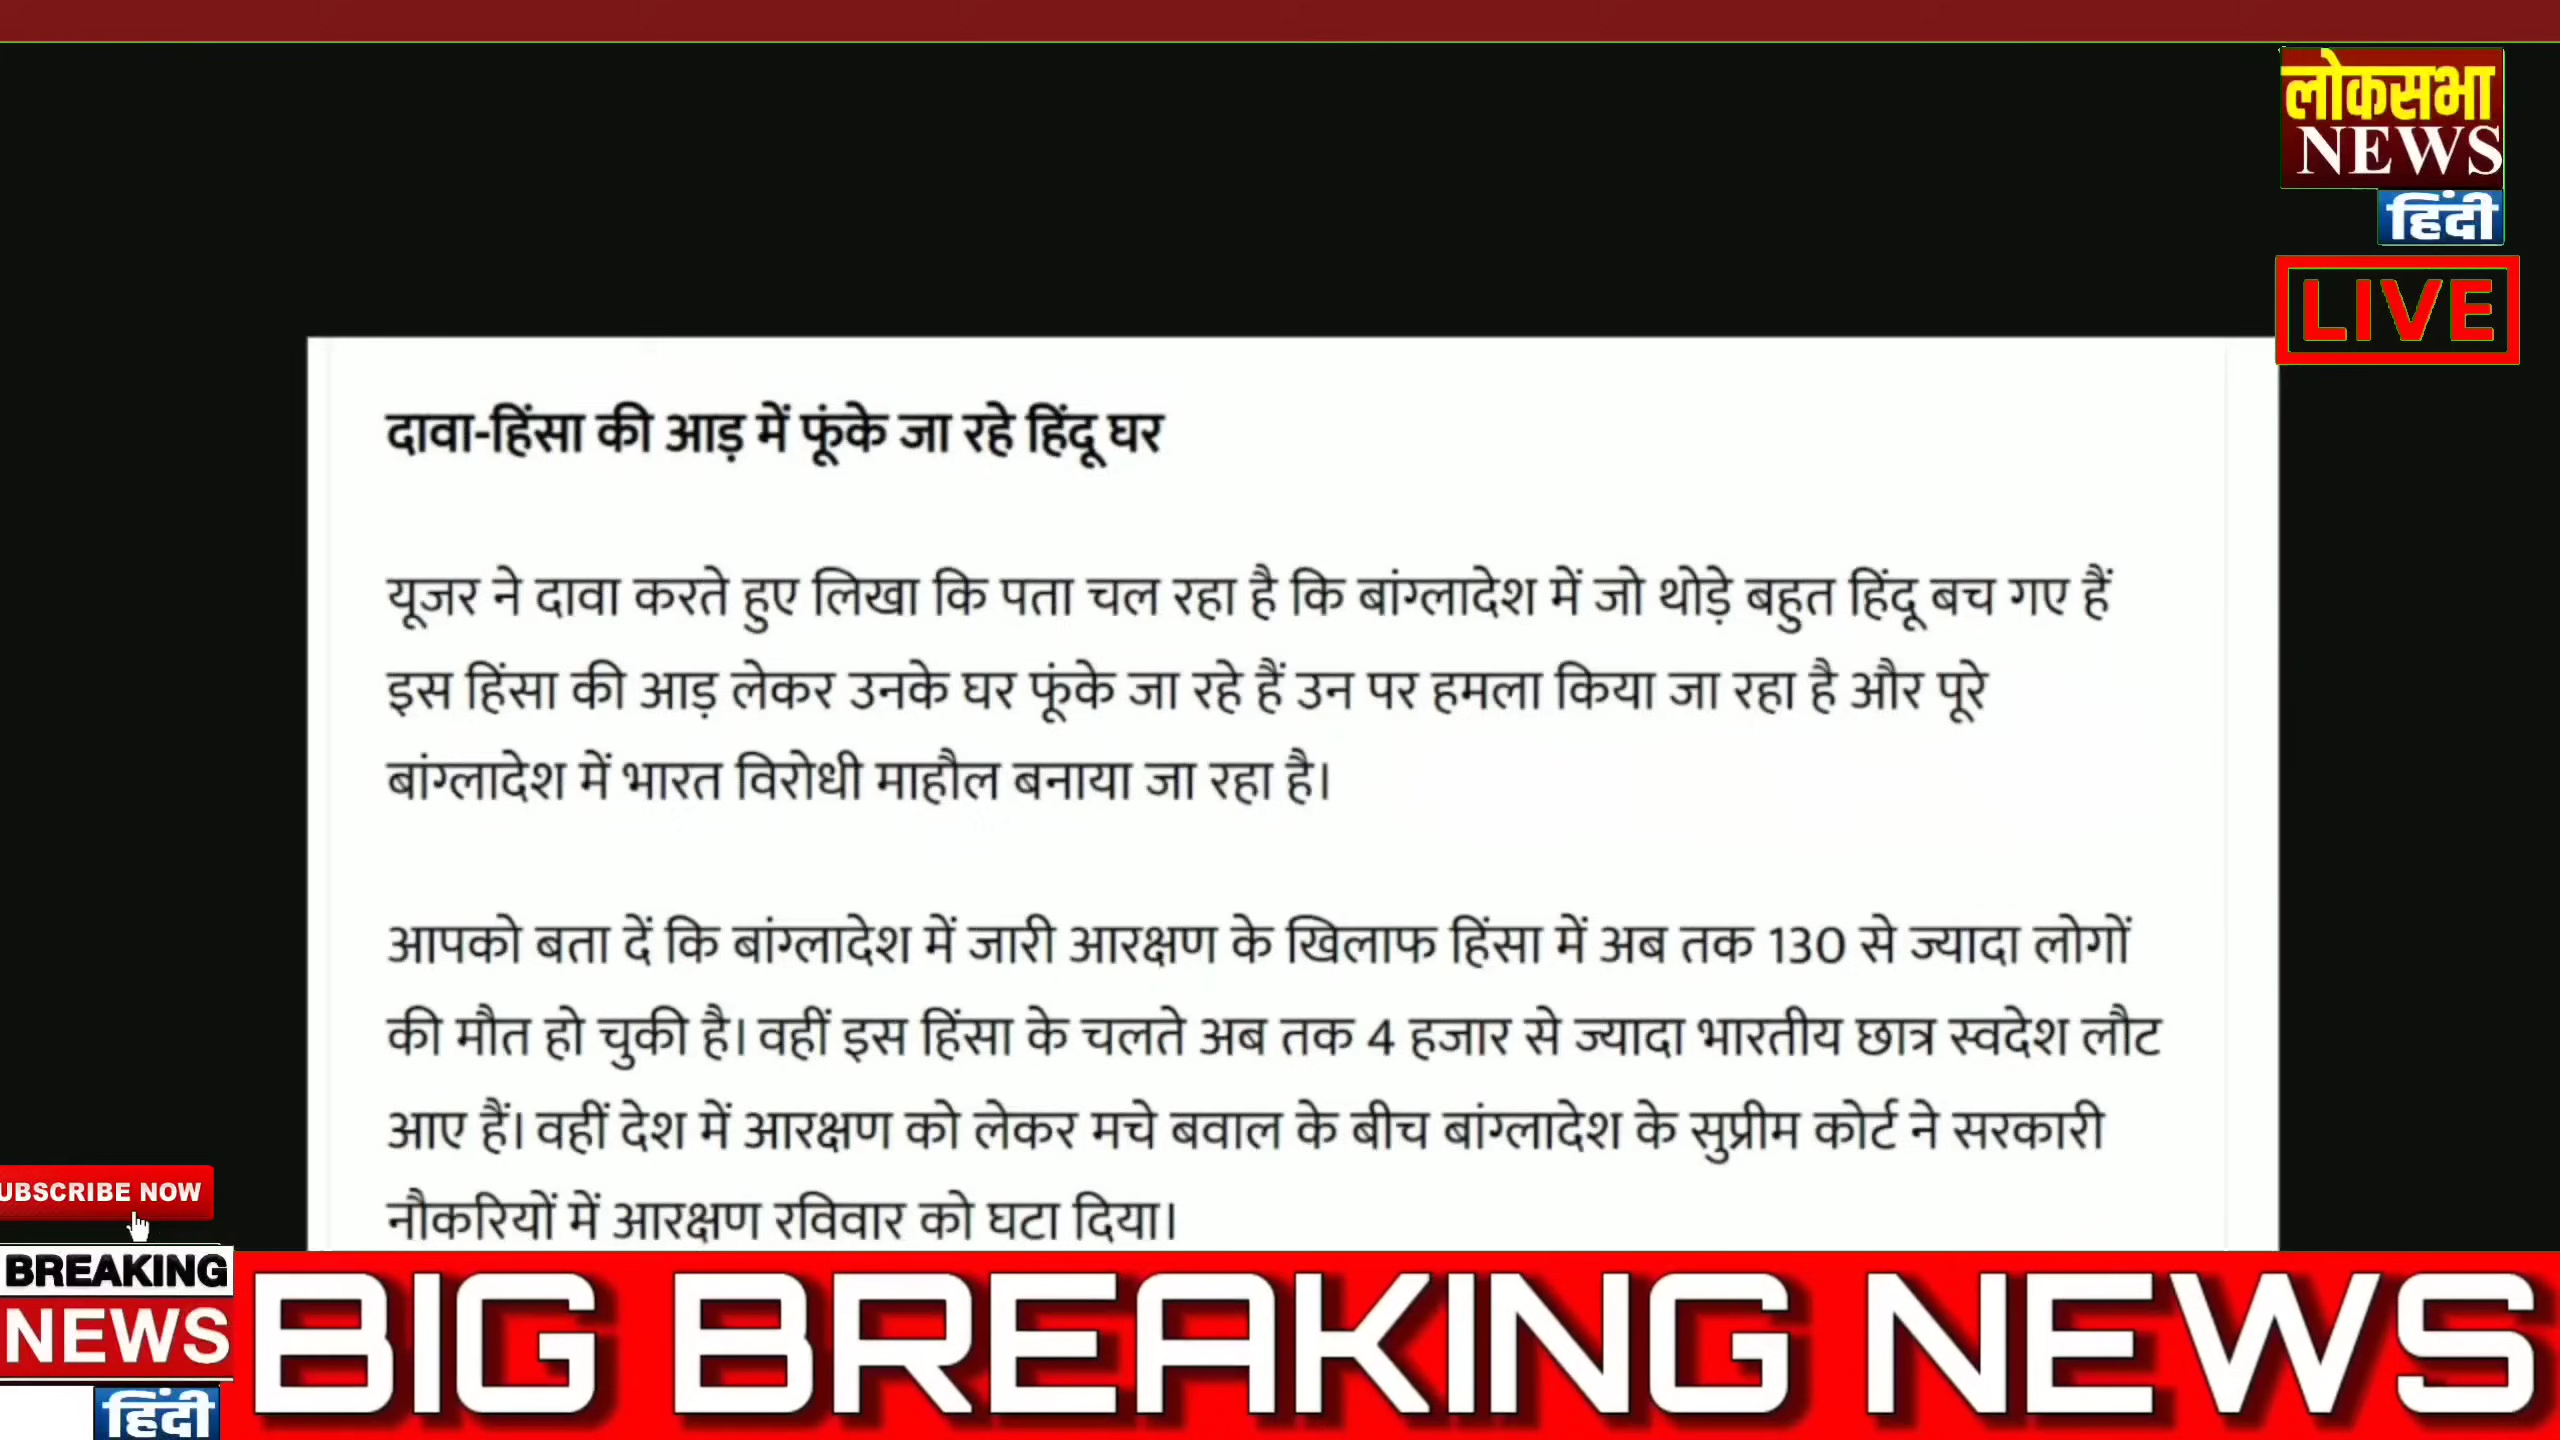 लोकसभा
NEWS
हिंदी
LIVE
दावा-हिंसा की आड़ में फूंके जा रहे हिंदू घर
यूजर ने दावा करते हुए लिखा कि पता चल रहा है कि बांग्लादेश में जो थोड़े बहुत हिंदू बच गए हैं
इस हिंसा की आड़ लेकर उनके घर फूंके जा रहे हैं उन पर हमला किया जा रहा है और पूरे
बांग्लादेश में भारत विरोधी माहौल बनाया जा रहा है।
आपको बता दें कि बांग्लादेश में जारी आरक्षण के खिलाफ हिंसा में अब तक 130 से ज्यादा लोगों
की मौत हो चुकी है। वहीं इस हिंसा के चलते अब तक 4 हजार से ज्यादा भारतीय छात्र स्वदेश लौट
आए हैं। वहीं देश में आरक्षण को लेकर मचे बवाल के बीच बांग्लादेश के सुप्रीम कोर्ट ने सरकारी
नौकरियों में आरक्षण रविवार को घटा दिया।
UBSCRIBE NOW
BREAKING
NEWS
हिंदी
BIG BREAKING NEWS